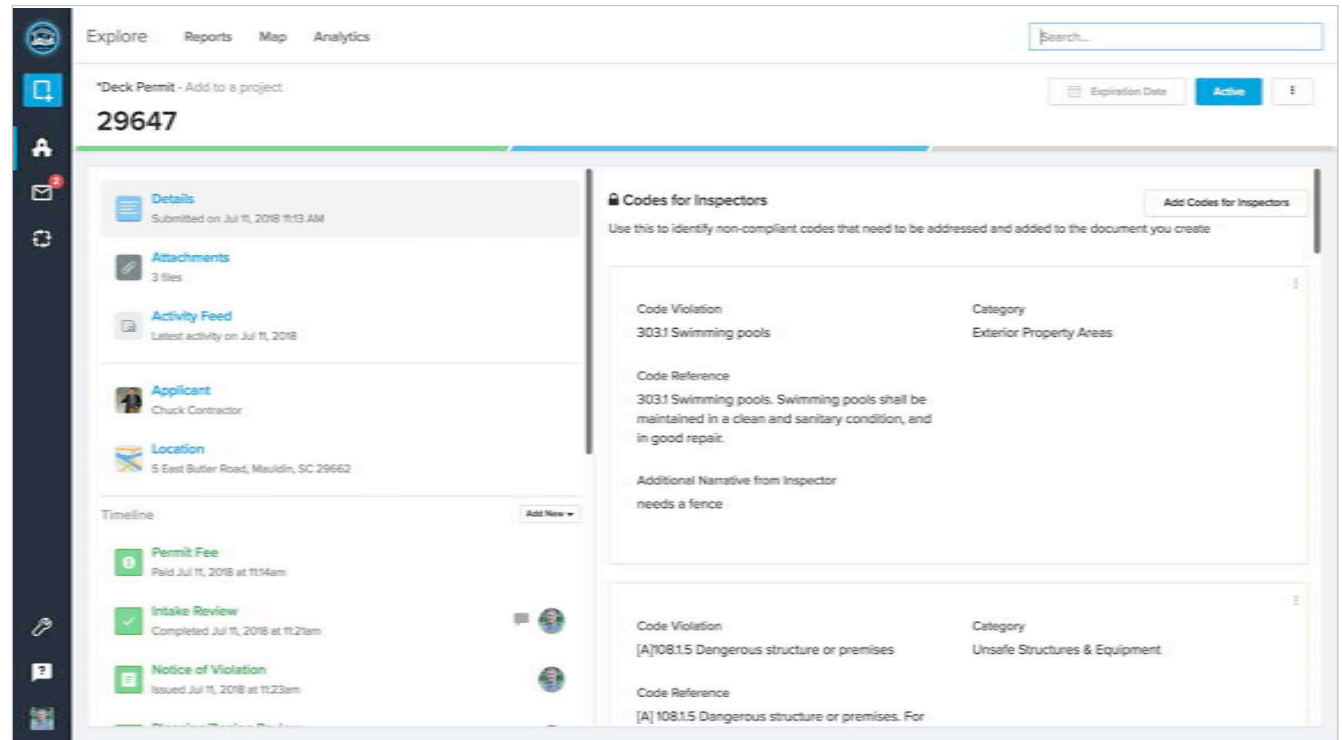 Explore Reports Map Analytics
Search...
*Deck Permit - Add to a project
29647
Expiration Date
Active
2
Details
Submitted on Jul 11, 2018 11:13 AM
Attachments
3 files
Activity Feed
Latest activity on Jul 11, 2018
Applicant
Chuck Contractor
Location
5 East Butler Road, Mauldin, SC 29662
Timeline
Add New
Permit Fee
Paid Jul 11, 2018 at 11:14am
Intake Review
Completed Jul 11, 2018 at 11:21am
Notice of Violation
Issued Jul 11, 2018 at 11:23am
Codes for Inspectors
Add Codes for Inspectors
Use this to identify non-compliant codes that need to be addressed and added to the document you create
Code Violation
303.1 Swimming pools
Category
Exterior Property Areas
Code Reference
303.1 Swimming pools. Swimming pools shall be
maintained in a clean and sanitary condition, and
in good repair.
Additional Narrative from Inspector
needs a fence
Code Violation
[A]108.1.5 Dangerous structure or premises
Category
Unsafe Structures & Equipment
Code Reference
[A] 108.1.5 Dangerous structure or premises. For
?